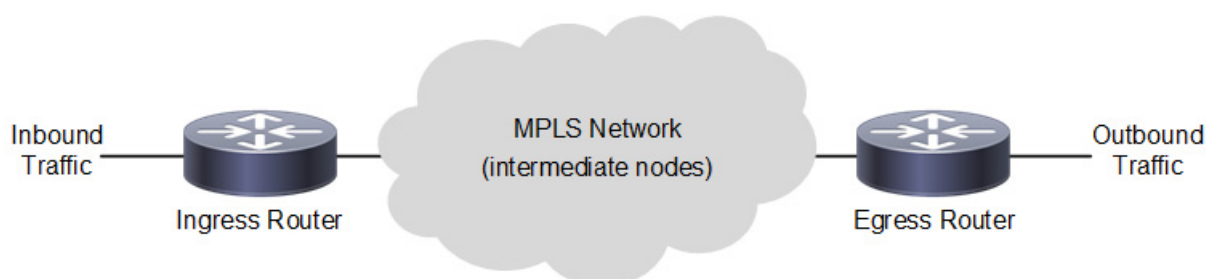 Inbound
Traffic
Ingress Router
MPLS Network
(intermediate nodes)
Egress Router
Outbound
Traffic